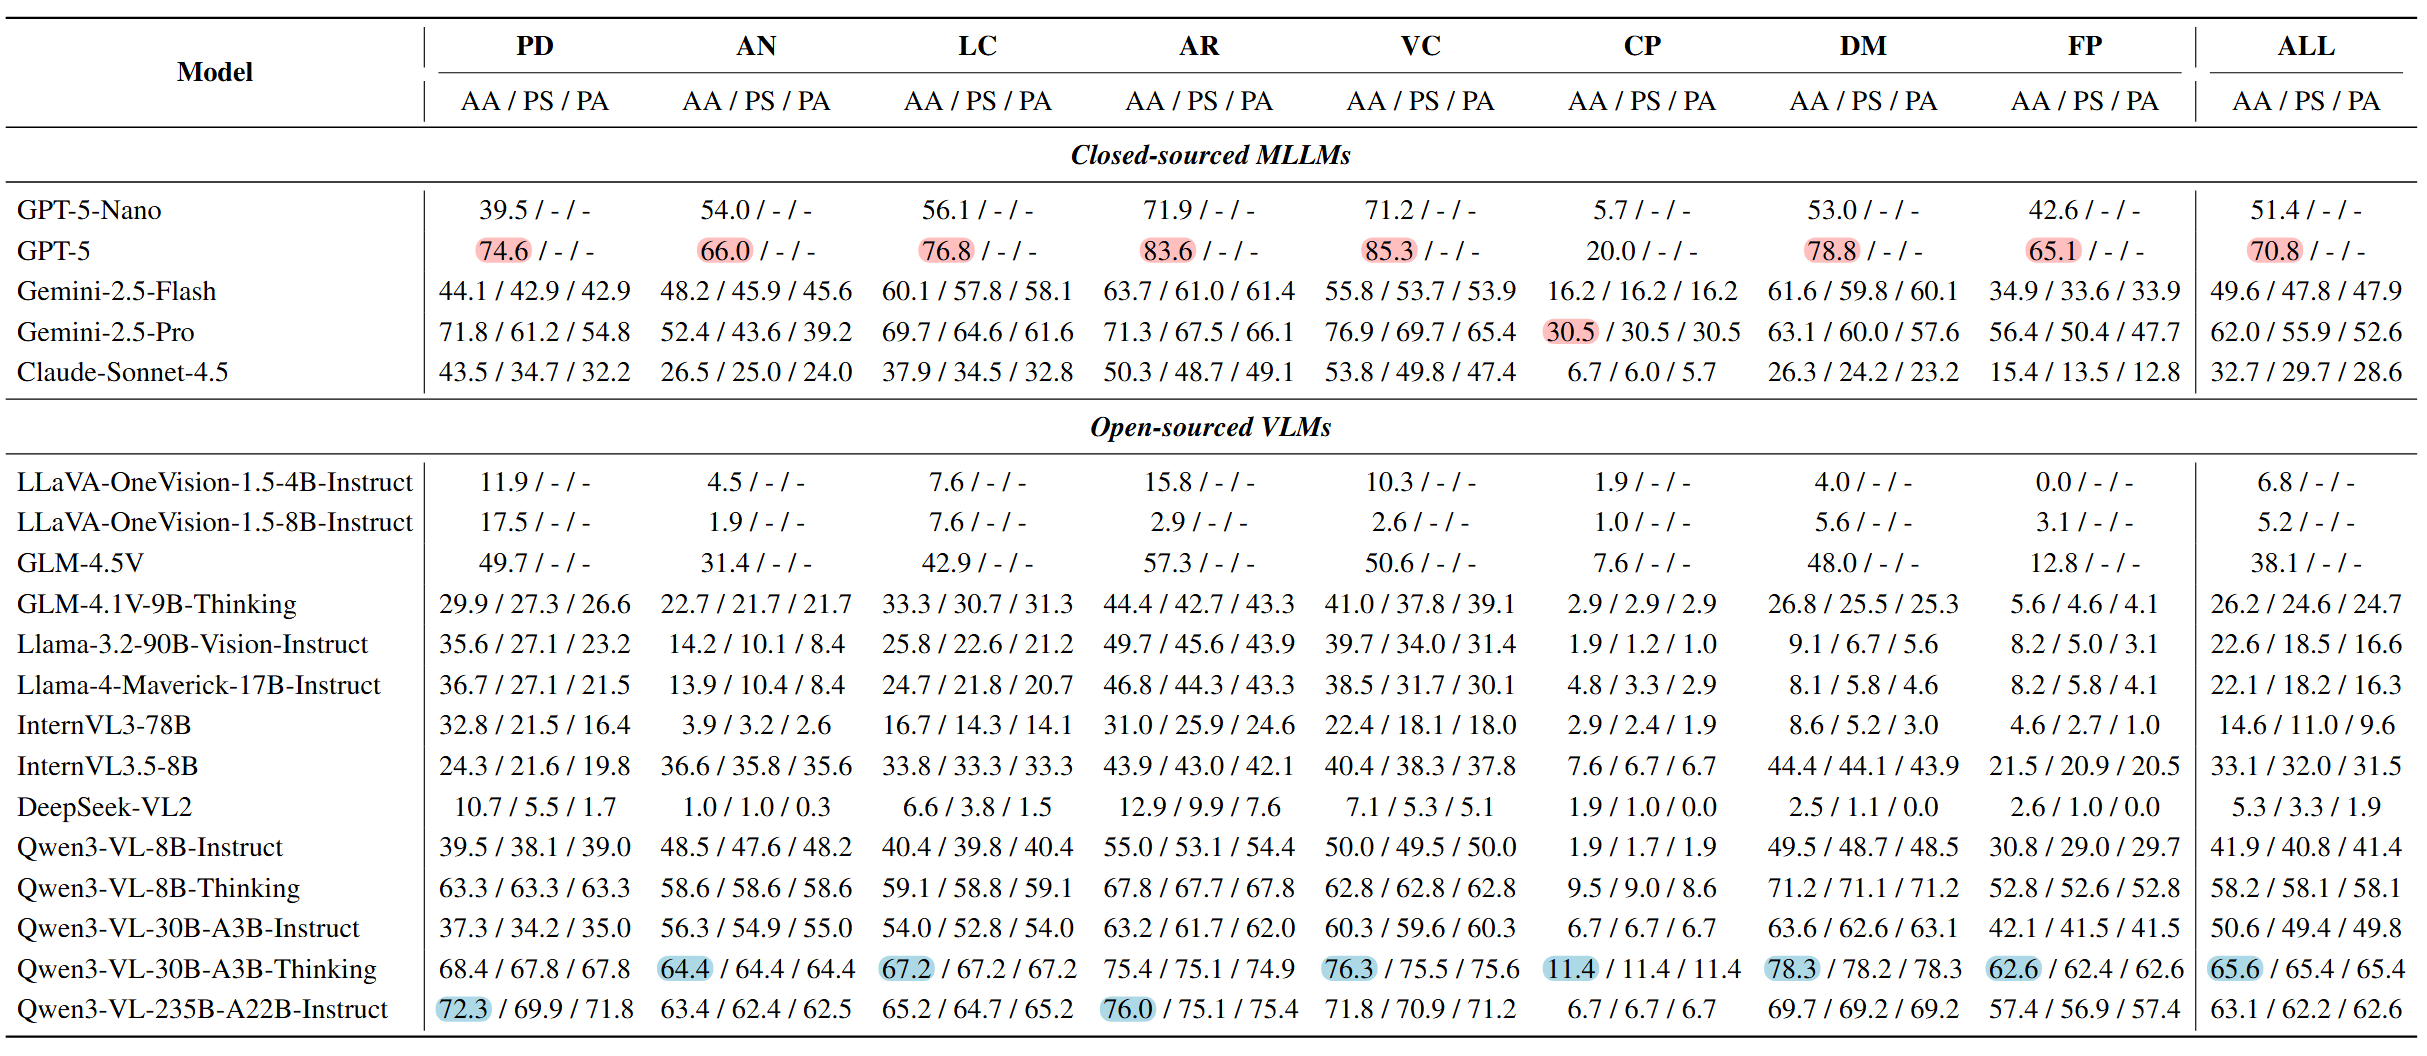 Model PD AN LC AR VC CP DM FP ALL
AA / PS / PA AA / PS / PA AA / PS / PA AA / PS / PA AA / PS / PA AA / PS / PA AA / PS / PA AA / PS / PA AA / PS / PA
Closed-sourced MLLMs
GPT-5-Nano 39.5 / - / - 54.0 / - / - 56.1 / - / - 71.9 / - / - 71.2 / - / - 5.7 / - / - 53.0 / - / - 42.6 / - / - 51.4 / - / -
GPT-5 74.6 / - / - 66.0 / - / - 76.8 / - / - 83.6 / - / - 85.3 / - / - 20.0 / - / - 78.8 / - / - 65.1 / - / - 70.8 / - / -
Gemini-2.5-Flash 44.1 / 42.9 / 42.9 48.2 / 45.9 / 45.6 60.1 / 57.8 / 58.1 63.7 / 61.0 / 61.4 55.8 / 53.7 / 53.9 16.2 / 16.2 / 16.2 61.6 / 59.8 / 60.1 34.9 / 33.6 / 33.9 49.6 / 47.8 / 47.9
Gemini-2.5-Pro 71.8 / 61.2 / 54.8 52.4 / 43.6 / 39.2 69.7 / 64.6 / 61.6 71.3 / 67.5 / 66.1 76.9 / 69.7 / 65.4 30.5 / 30.5 / 30.5 63.1 / 60.0 / 57.6 56.4 / 50.4 / 47.7 62.0 / 55.9 / 52.6
Claude-Sonnet-4.5 43.5 / 34.7 / 32.2 26.5 / 25.0 / 24.0 37.9 / 34.5 / 32.8 50.3 / 48.7 / 49.1 53.8 / 49.8 / 47.4 6.7 / 6.0 / 5.7 26.3 / 24.2 / 23.2 15.4 / 13.5 / 12.8 32.7 / 29.7 / 28.6
Open-sourced VLMs
LLaVA-OneVision-1.5-4B-Instruct 11.9 / - / - 4.5 / - / - 7.6 / - / - 15.8 / - / - 10.3 / - / - 1.9 / - / - 4.0 / - / - 0.0 / - / - 6.8 / - / -
LLaVA-OneVision-1.5-8B-Instruct 17.5 / - / - 1.9 / - / - 7.6 / - / - 2.9 / - / - 2.6 / - / - 1.0 / - / - 5.6 / - / - 3.1 / - / - 5.2 / - / -
GLM-4.5V 49.7 / - / - 31.4 / - / - 42.9 / - / - 57.3 / - / - 50.6 / - / - 7.6 / - / - 48.0 / - / - 12.8 / - / - 38.1 / - / -
GLM-4.1V-9B-Thinking 29.9 / 27.3 / 26.6 22.7 / 21.7 / 21.7 33.3 / 30.7 / 31.3 44.4 / 42.7 / 43.3 41.0 / 37.8 / 39.1 2.9 / 2.9 / 2.9 26.8 / 25.5 / 25.3 5.6 / 4.6 / 4.1 26.2 / 24.6 / 24.7
Llama-3.2-90B-Vision-Instruct 35.6 / 27.1 / 23.2 14.2 / 10.1 / 8.4 25.8 / 22.6 / 21.2 49.7 / 45.6 / 43.9 39.7 / 34.0 / 31.4 1.9 / 1.2 / 1.0 9.1 / 6.7 / 5.6 8.2 / 5.0 / 3.1 22.6 / 18.5 / 16.6
Llama-4-Maverick-17B-Instruct 36.7 / 27.1 / 21.5 13.9 / 10.4 / 8.4 24.7 / 21.8 / 20.7 46.8 / 44.3 / 43.3 38.5 / 31.7 / 30.1 4.8 / 3.3 / 2.9 8.1 / 5.8 / 4.6 8.2 / 5.8 / 4.1 22.1 / 18.2 / 16.3
InternVL3-78B 32.8 / 21.5 / 16.4 3.9 / 3.2 / 2.6 16.7 / 14.3 / 14.1 31.0 / 25.9 / 24.6 22.4 / 18.1 / 18.0 2.9 / 2.4 / 1.9 8.6 / 5.2 / 3.0 4.6 / 2.7 / 1.0 14.6 / 11.0 / 9.6
InternVL3.5-8B 24.3 / 21.6 / 19.8 36.6 / 35.8 / 35.6 33.8 / 33.3 / 33.3 43.9 / 43.0 / 42.1 40.4 / 38.3 / 37.8 7.6 / 6.7 / 6.7 44.4 / 44.1 / 43.9 21.5 / 20.9 / 20.5 33.1 / 32.0 / 31.5
DeepSeek-VL2 10.7 / 5.5 / 1.7 1.0 / 1.0 / 0.3 6.6 / 3.8 / 1.5 12.9 / 9.9 / 7.6 7.1 / 5.3 / 5.1 1.9 / 1.0 / 0.0 2.5 / 1.1 / 0.0 2.6 / 1.0 / 0.0 5.3 / 3.3 / 1.9
Qwen3-VL-8B-Instruct 39.5 / 38.1 / 39.0 48.5 / 47.6 / 48.2 40.4 / 39.8 / 40.4 55.0 / 53.1 / 54.4 50.0 / 49.5 / 50.0 1.9 / 1.7 / 1.9 49.5 / 48.7 / 48.5 30.8 / 29.0 / 29.7 41.9 / 40.8 / 41.4
Qwen3-VL-8B-Thinking 63.3 / 63.3 / 63.3 58.6 / 58.6 / 58.6 59.1 / 58.8 / 59.1 67.8 / 67.7 / 67.8 62.8 / 62.8 / 62.8 9.5 / 9.0 / 8.6 71.2 / 71.1 / 71.2 52.8 / 52.6 / 52.8 58.2 / 58.1 / 58.1
Qwen3-VL-30B-A3B-Instruct 37.3 / 34.2 / 35.0 56.3 / 54.9 / 55.0 54.0 / 52.8 / 54.0 63.2 / 61.7 / 62.0 60.3 / 59.6 / 60.3 6.7 / 6.7 / 6.7 63.6 / 62.6 / 63.1 42.1 / 41.5 / 41.5 50.6 / 49.4 / 49.8
Qwen3-VL-30B-A3B-Thinking 68.4 / 67.8 / 67.8 64.4 / 64.4 / 64.4 67.2 / 67.2 / 67.2 75.4 / 75.1 / 74.9 76.3 / 75.5 / 75.6 11.4 / 11.4 / 11.4 78.3 / 78.2 / 78.3 62.6 / 62.4 / 62.6 65.6 / 65.4 / 65.4
Qwen3-VL-235B-A22B-Instruct 72.3 / 69.9 / 71.8 63.4 / 62.4 / 62.5 65.2 / 64.7 / 65.2 76.0 / 75.1 / 75.4 71.8 / 70.9 / 71.2 6.7 / 6.7 / 6.7 69.7 / 69.2 / 69.2 57.4 / 56.9 / 57.4 63.1 / 62.2 / 62.6